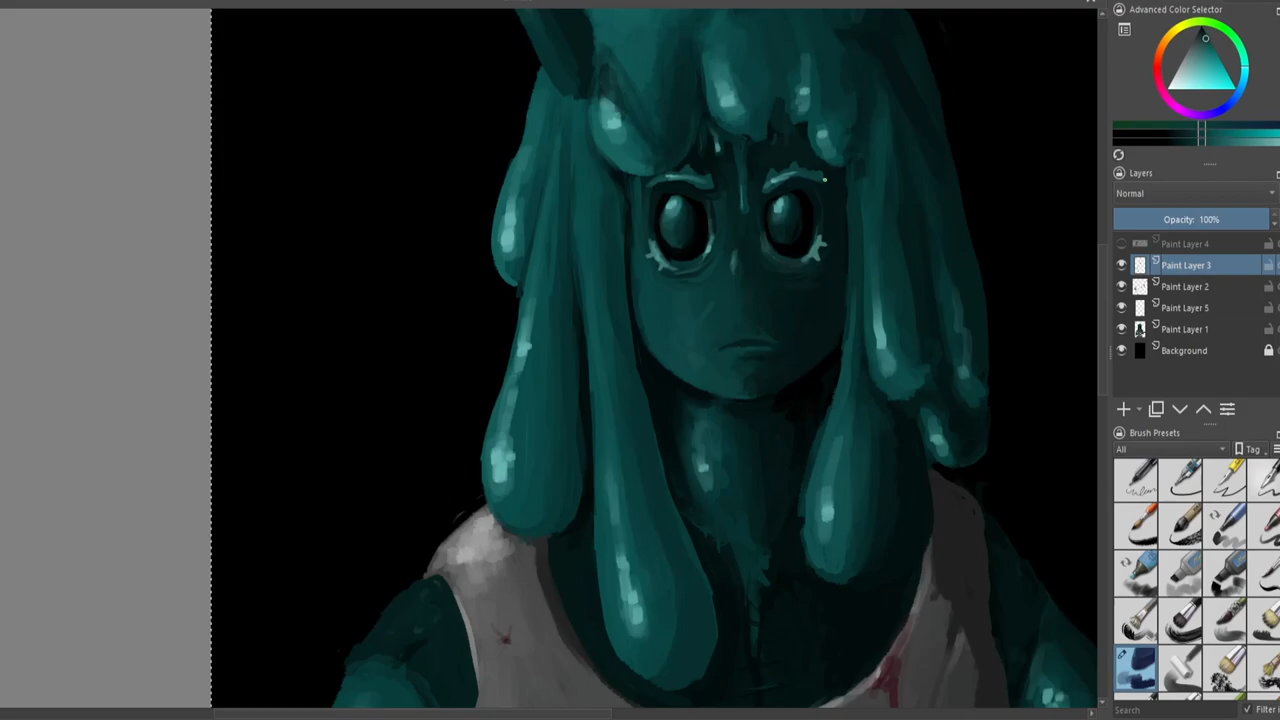 Advanced Color Selector
Layers
Normal
Opacity: 100%
Paint Layer 4
Paint Layer 3
Paint Layer 2
Paint Layer 5
Paint Layer 1
Background
Brush Presets
All
Tag
Search
Filter